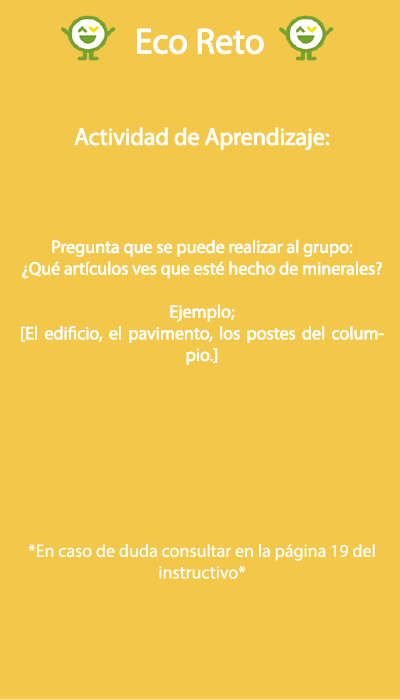 Eco Reto
Actividad de Aprendizaje:
Pregunta que se puede realizar al grupo:
¿Qué artículos ves que esté hecho de minerales?
Ejemplo;
[El edificio, el pavimento, los postes del colum-
pio.]
*En caso de duda consultar en la página 19 del
instructivo*